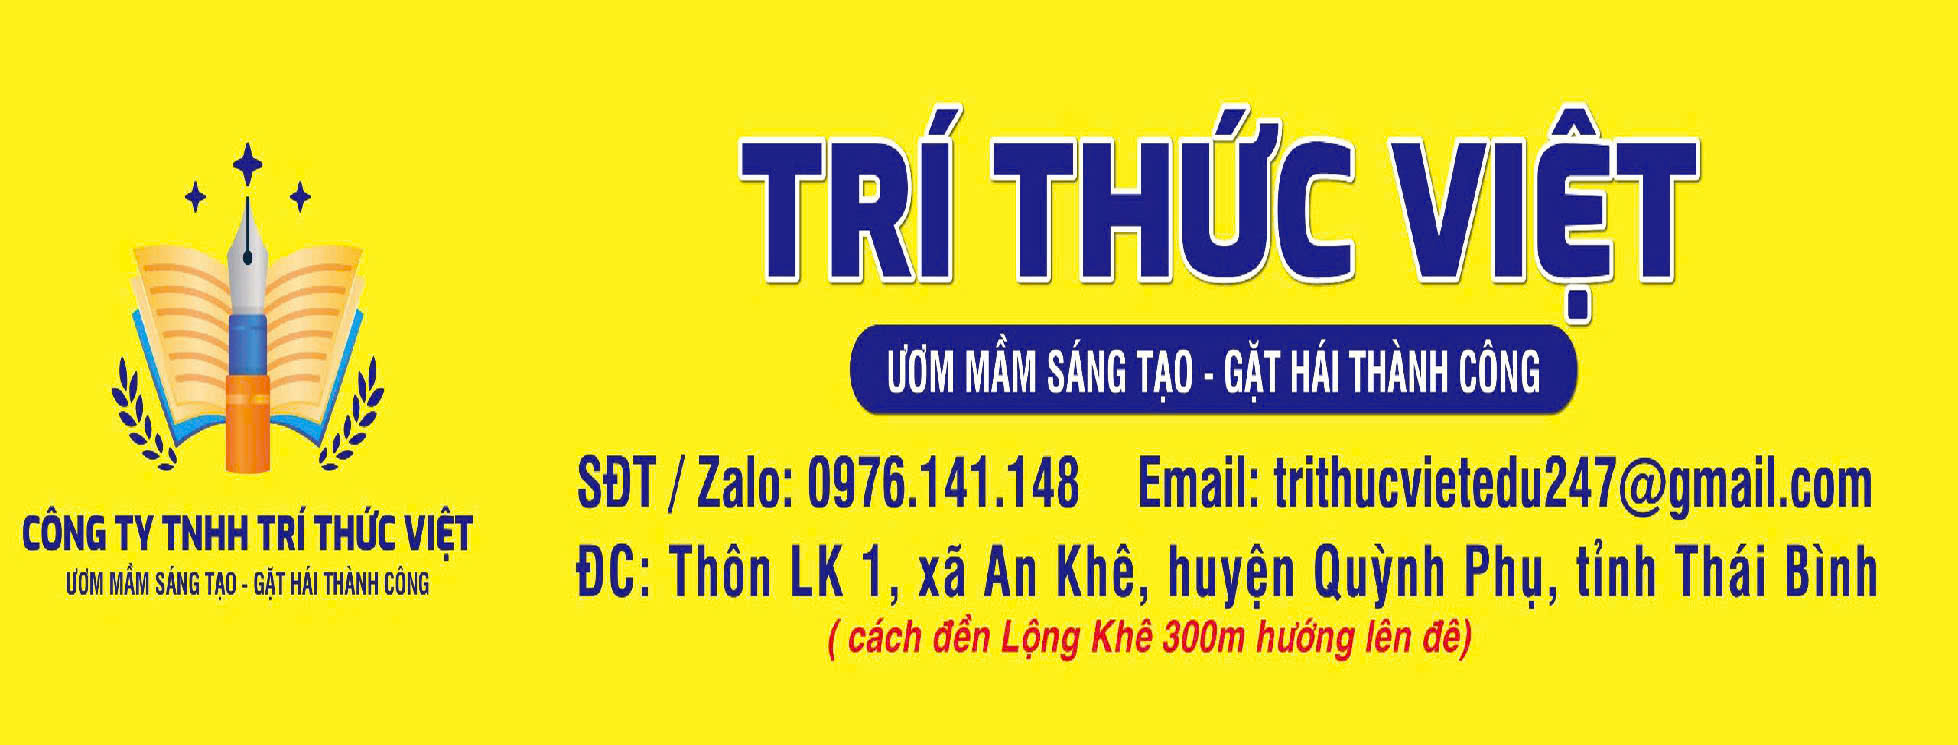 TRÍ THỨC VIỆT
ƯƠM MẦM SÁNG TẠO - GẶT HÁI THÀNH CÔNG
SĐT / Zalo: 0976.141.148 Email: trithucvietedu247@gmail.com
ĐC: Thôn LK 1, xã An Khê, huyện Quỳnh Phụ, tỉnh Thái Bình
( cách đền Lộng Khê 300m hướng lên đê)
CÔNG TY TNHH TRÍ THỨC VIỆT
ƯƠM MẦM SÁNG TẠO - GẶT HÁI THÀNH CÔNG